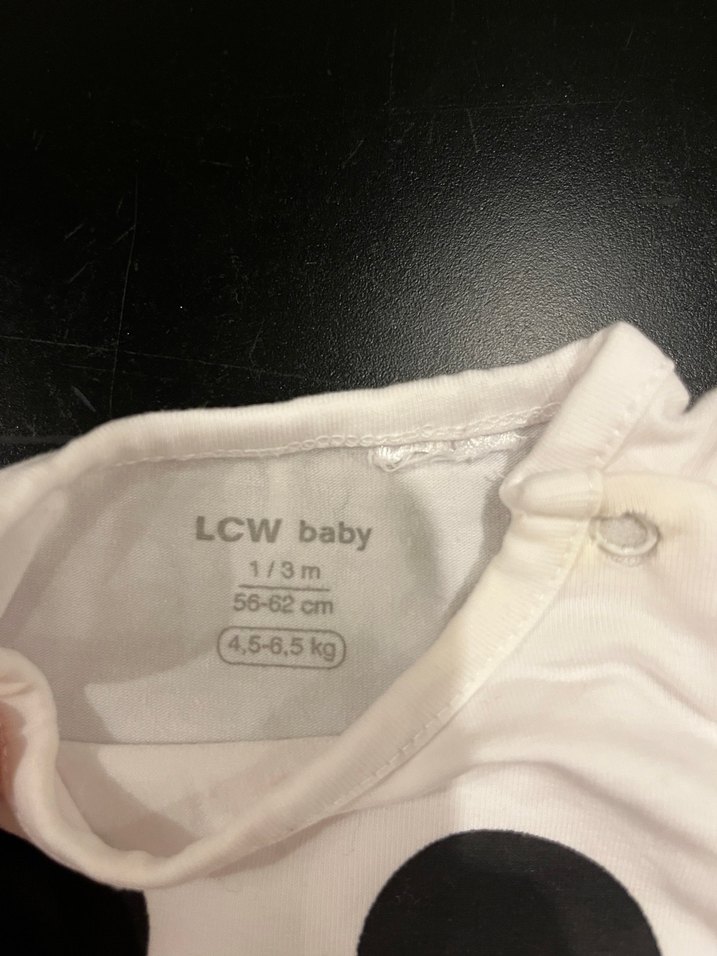 LCW baby
1 / 3 m
56-62 cm
4,5-6,5 kg